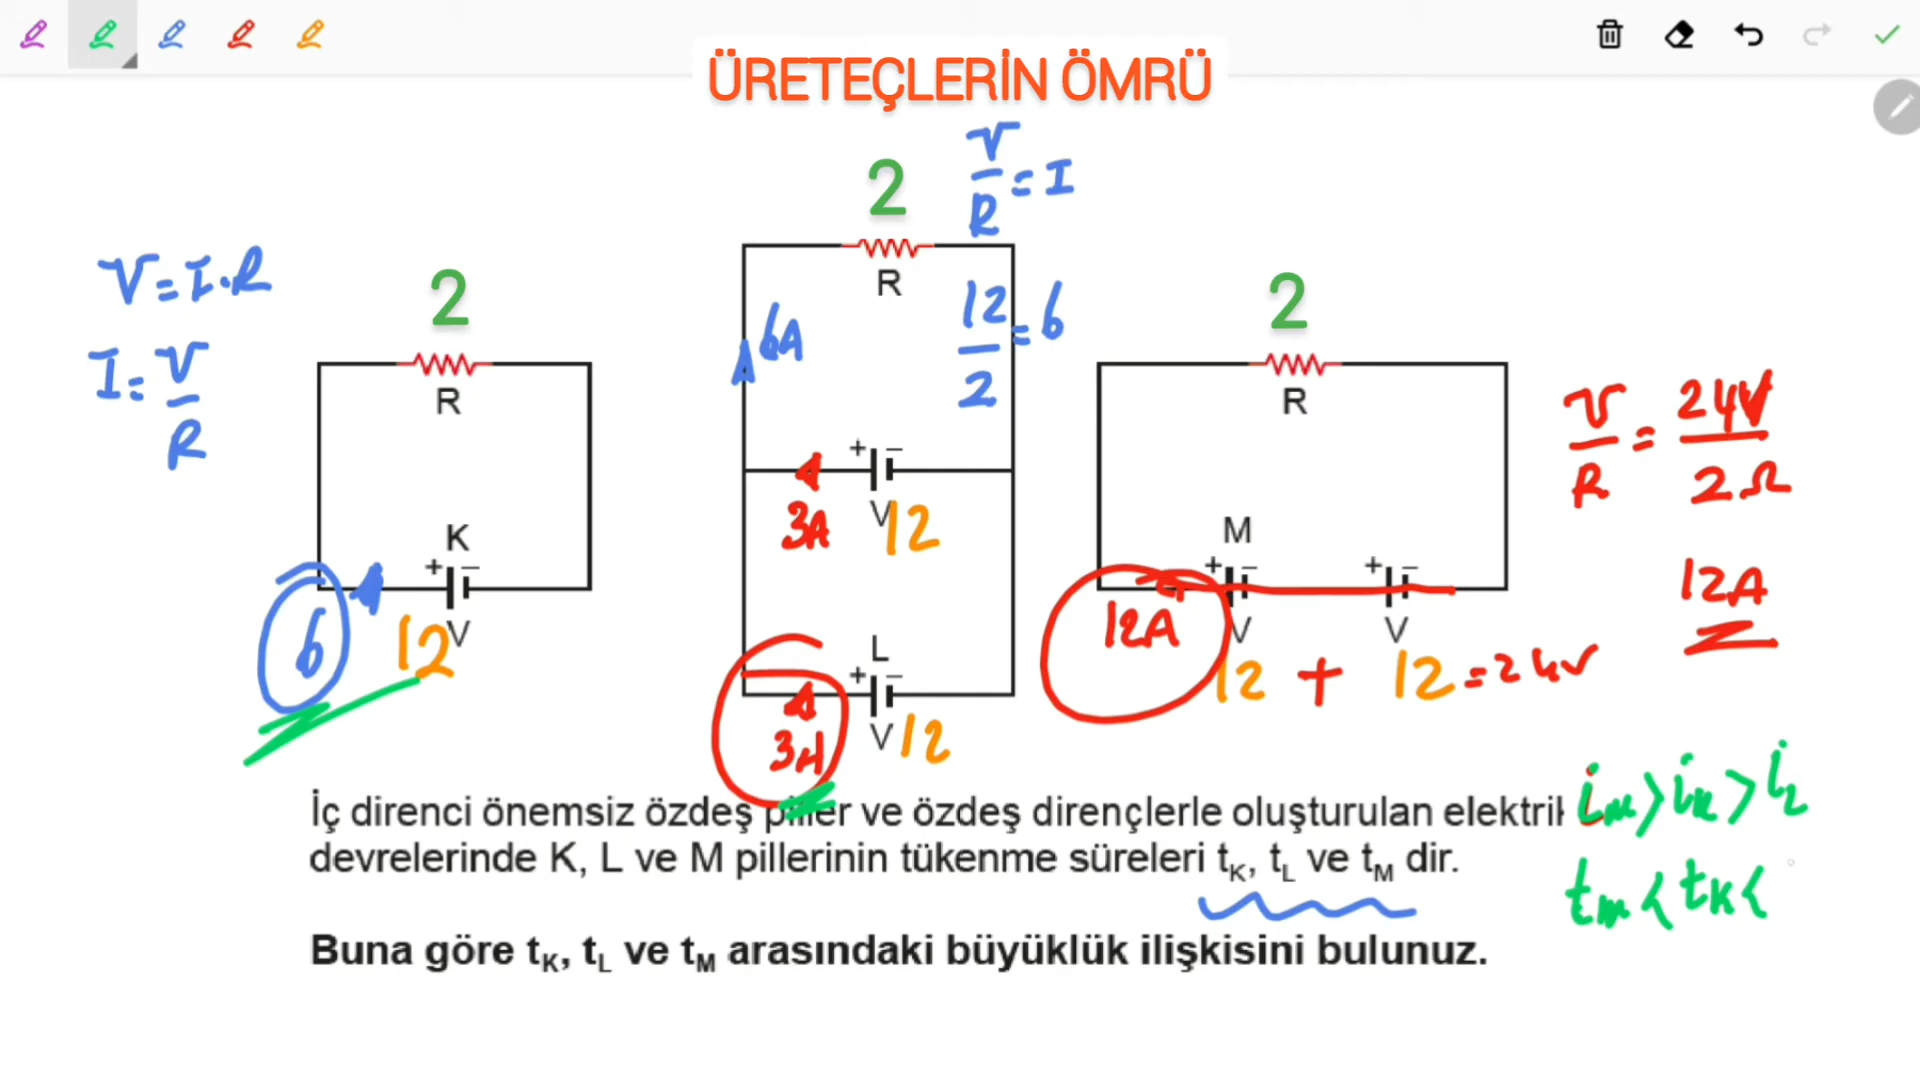 ÜRETEÇLERİN ÖMRÜ
V = I . R
I = V / R
2
R
K
+ −
V
12
6
2
V / R = I
R
12 / 2 = 6
6A
+ −
3A
V 12
L
+ −
3A
V 12
2
R
M
+ −
+ −
12A
V
V
12 + 12 = 24V
V / R = 24V / 2 Ω
12A
İç direnci önemsiz özdeş piller ve özdeş dirençlerle oluşturulan elektrik
devrelerinde K, L ve M pillerinin tükenme süreleri tK, tL ve tM dir.
Buna göre tK, tL ve tM arasındaki büyüklük ilişkisini bulunuz.
iM > iK > iL
tM < tK <